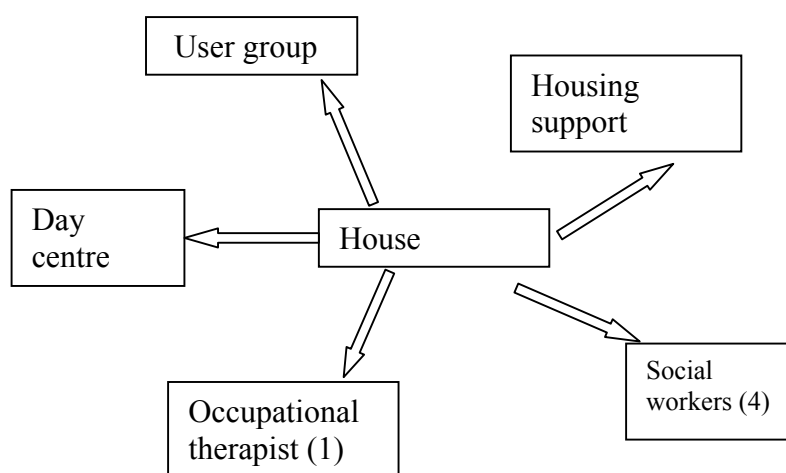 User group
Housing
support
Day
centre
House
Social
workers (4)
Occupational
therapist (1)